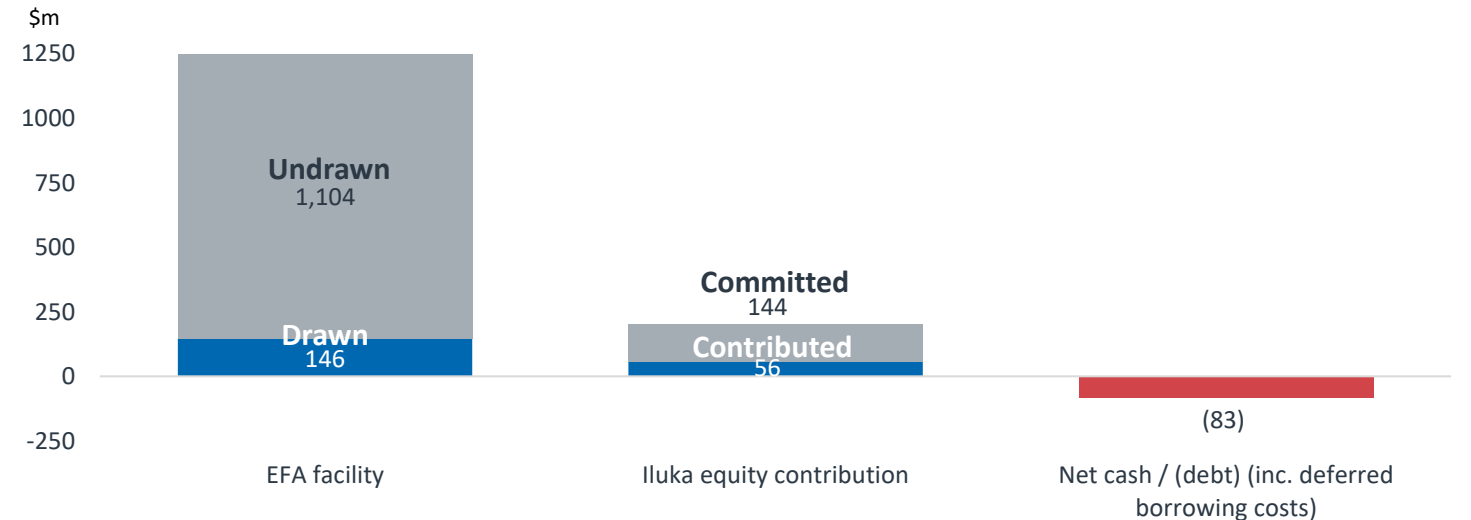 $m
1250
1000
750
500
250
0
-250
Undrawn
1,104
Drawn
146
Committed
144
Contributed
56
(83)
EFA facility
Iluka equity contribution
Net cash / (debt) (inc. deferred
borrowing costs)